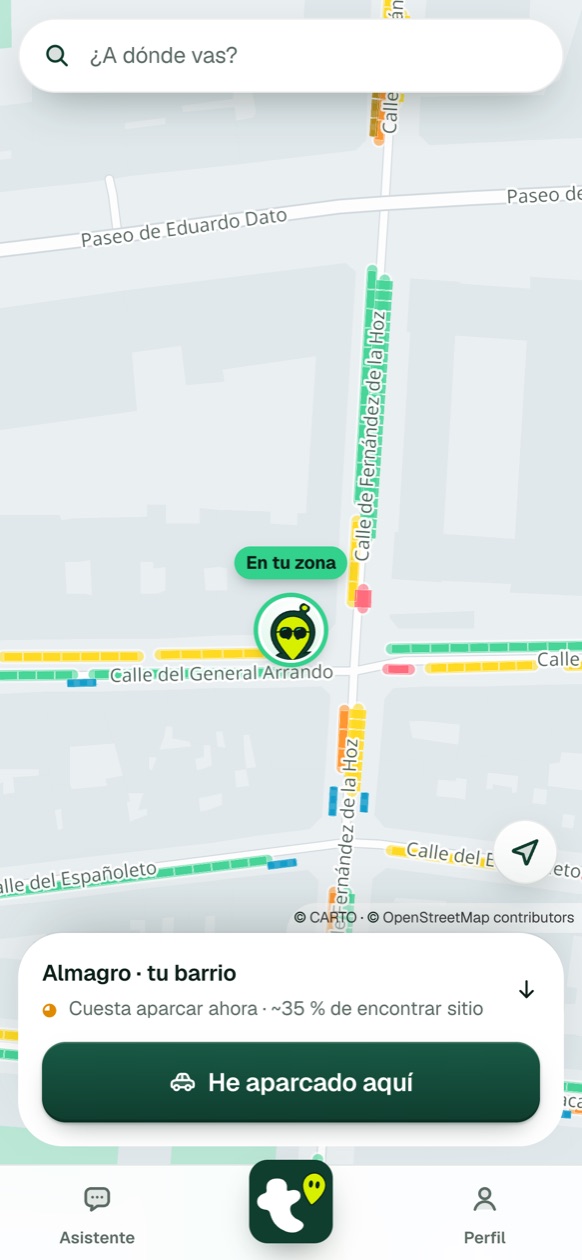 ¿A dónde vas?
Calle
Paseo de Eduardo Dato
Paseo de
Calle de Fernández de la Hoz
En tu zona
Calle del General Arrando
Calle
Fernández de la Hoz
Calle del E
eto
alle del Españoleto
© CARTO · © OpenStreetMap contributors
Almagro · tu barrio
Cuesta aparcar ahora · ~35 % de encontrar sitio
He aparcado aquí
Asistente
Perfil